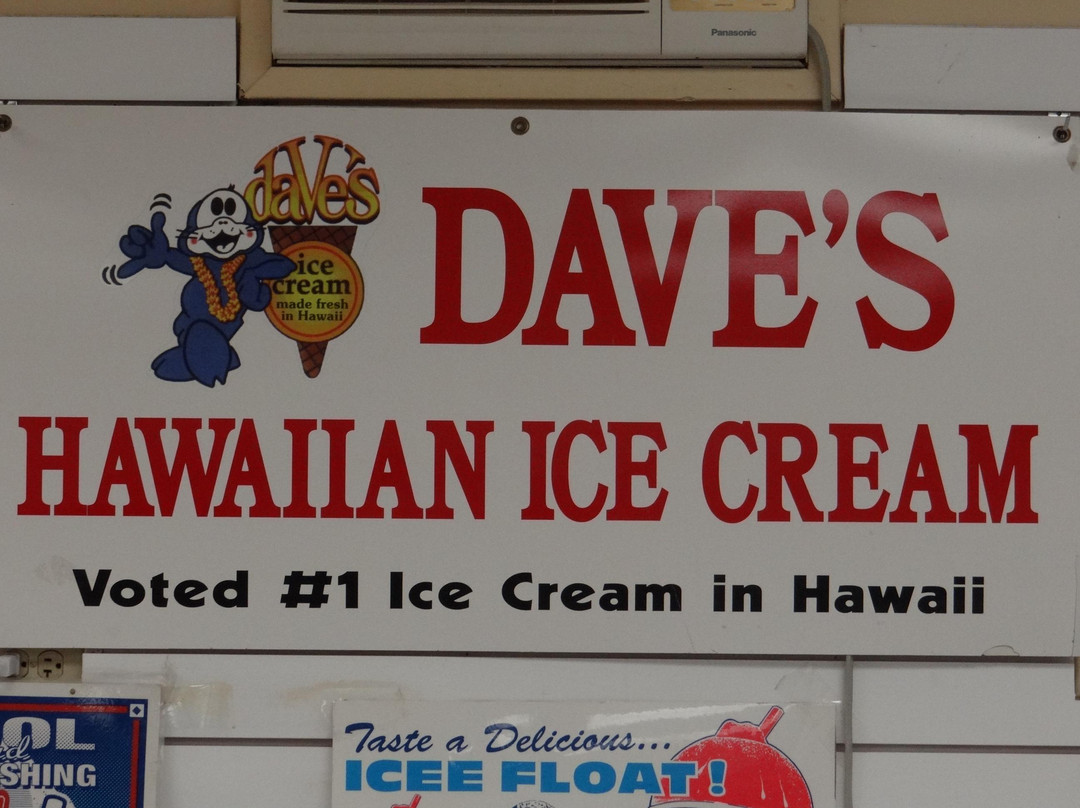 Panasonic
daVe's
ice
cream
made fresh
in Hawaii
DAVE'S
HAWAIIAN ICE CREAM
Voted #1 Ice Cream in Hawaii
OL
SHING
Taste a Delicious...
ICEE FLOAT!